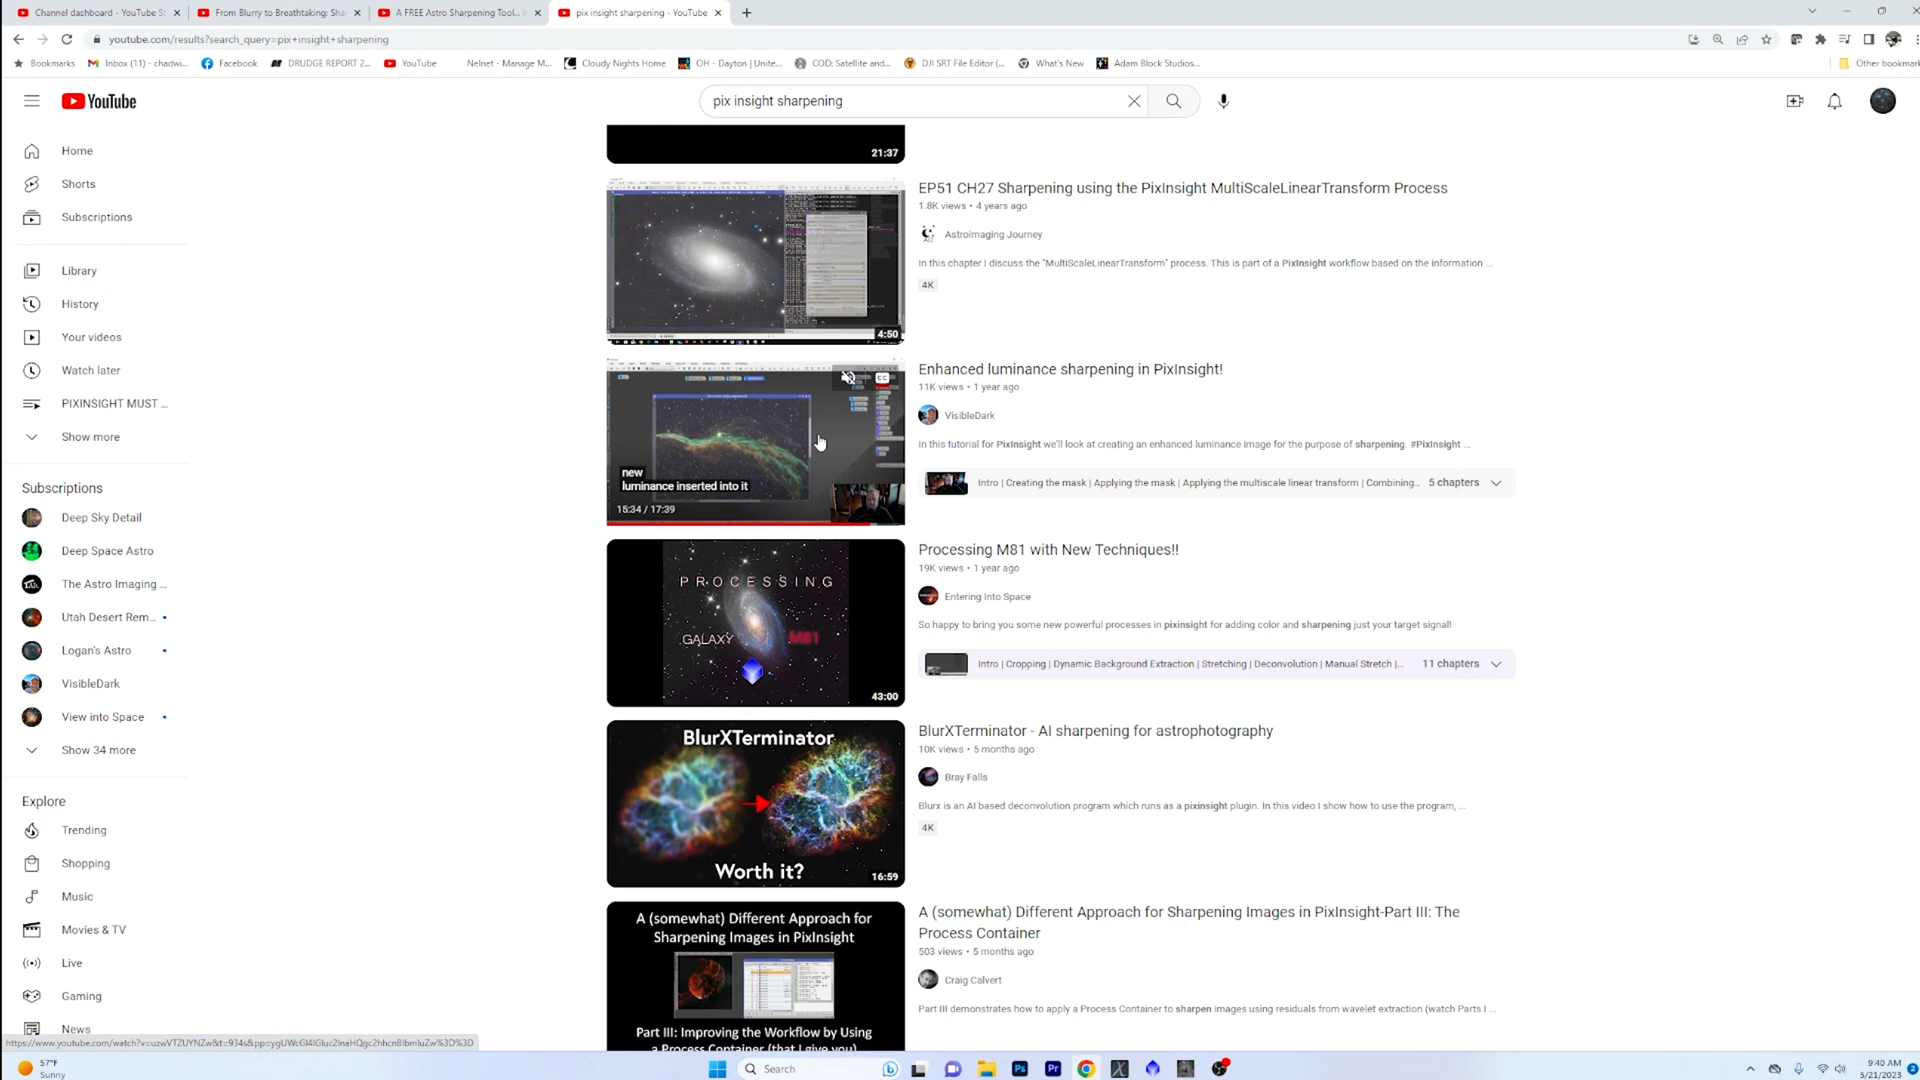 Channel dashboard - YouTube St
From Blurry to Breathtaking: Sha
A FREE Astro Sharpening Tool...
pix insight sharpening - YouTube
youtube.com/results?search_query=pix+insight+sharpening
Bookmarks
Inbox (11) - chadwi...
Facebook
DRUDGE REPORT 2...
YouTube
Nelnet - Manage M...
Cloudy Nights Home
OH - Dayton | Unite...
COD: Satellite and...
DJI SRT File Editor (...
What's New
Adam Block Studios...
Other bookmark
YouTube
pix insight sharpening
Home
Shorts
Subscriptions
Library
History
Your videos
Watch later
PIXINSIGHT MUST ...
Show more
Subscriptions
Deep Sky Detail
Deep Space Astro
The Astro Imaging ...
Utah Desert Rem...
Logan's Astro
VisibleDark
View into Space
Show 34 more
Explore
Trending
Shopping
Music
Movies & TV
Live
Gaming
News
21:37
4:50
EP51 CH27 Sharpening using the PixInsight MultiScaleLinearTransform Process
1.8K views • 4 years ago
Astroimaging Journey
In this chapter I discuss the "MultiScaleLinearTransform" process. This is part of a PixInsight workflow based on the information ...
4K
new
luminance inserted into it
15:34 / 17:39
Enhanced luminance sharpening in PixInsight!
11K views • 1 year ago
VisibleDark
In this tutorial for PixInsight we'll look at creating an enhanced luminance image for the purpose of sharpening. #PixInsight ...
Intro | Creating the mask | Applying the mask | Applying the multiscale linear transform | Combining... 5 chapters
PROCESSING
GALAXY M81
43:00
Processing M81 with New Techniques!!
19K views • 1 year ago
Entering Into Space
So happy to bring you some new powerful processes in pixinsight for adding color and sharpening just your target signal!
Intro | Cropping | Dynamic Background Extraction | Stretching | Deconvolution | Manual Stretch |... 11 chapters
BlurXTerminator
Worth it?
16:59
BlurXTerminator - AI sharpening for astrophotography
10K views • 5 months ago
Bray Falls
Blurx is an AI based deconvolution program which runs as a pixinsight plugin. In this video I show how to use the program, ...
4K
A (somewhat) Different Approach for
Sharpening Images in PixInsight
Part III: Improving the Workflow by Using
a Process Container (that I give you)
A (somewhat) Different Approach for Sharpening Images in PixInsight-Part III: The
Process Container
503 views • 5 months ago
Craig Calvert
Part III demonstrates how to apply a Process Container to sharpen images using residuals from wavelet extraction (watch Parts I ...
57°F
Sunny
Search
9:40 AM
5/21/2023